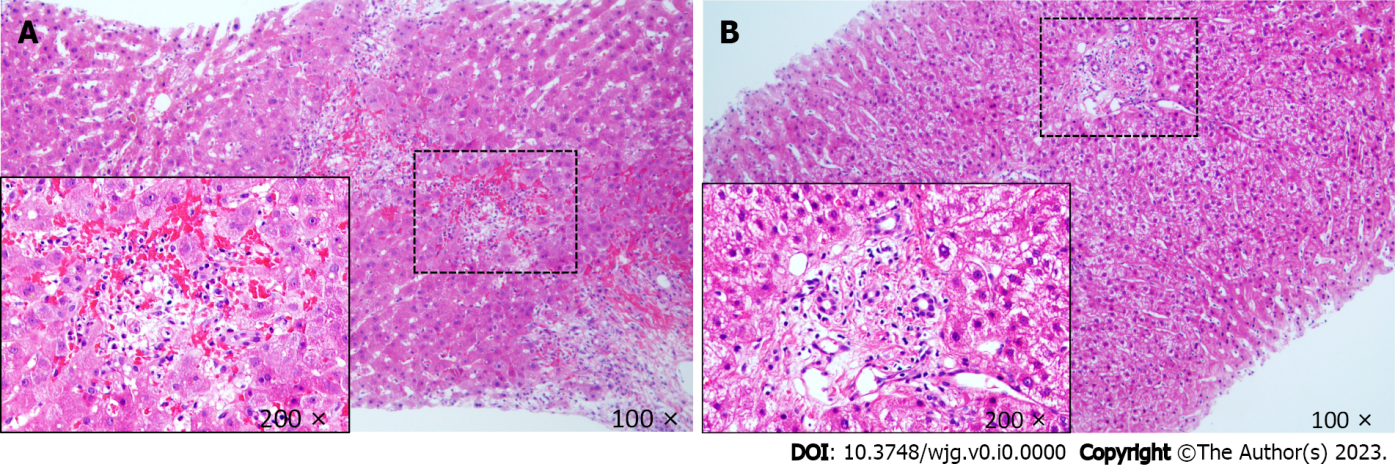 A
B
200 ×
100 ×
200 ×
100 ×
DOI: 10.3748/wjg.v0.i0.0000 Copyright ©The Author(s) 2023.